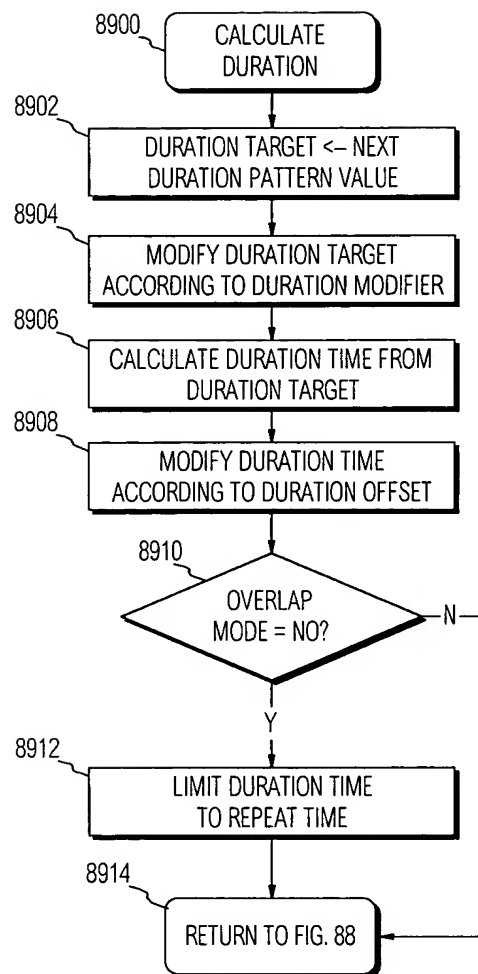 8900
CALCULATE
DURATION
8902
DURATION TARGET <– NEXT
DURATION PATTERN VALUE
8904
MODIFY DURATION TARGET
ACCORDING TO DURATION MODIFIER
8906
CALCULATE DURATION TIME FROM
DURATION TARGET
8908
MODIFY DURATION TIME
ACCORDING TO DURATION OFFSET
8910
OVERLAP
MODE = NO?
N
Y
8912
LIMIT DURATION TIME
TO REPEAT TIME
8914
RETURN TO FIG. 88